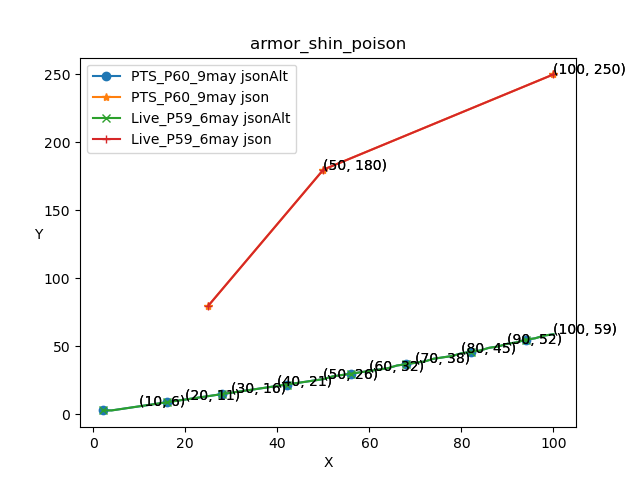 armor_shin_poison
PTS_P60_9may jsonAlt
PTS_P60_9may json
Live_P59_6may jsonAlt
Live_P59_6may json
(100, 250)
(50, 180)
(100, 59)
(90, 52)
(80, 45)
(70, 38)
(60, 32)
(50, 26)
(40, 21)
(30, 16)
(20, 11)
(10, 6)
250
200
150
100
50
0
Y
0 20 40 60 80 100
X